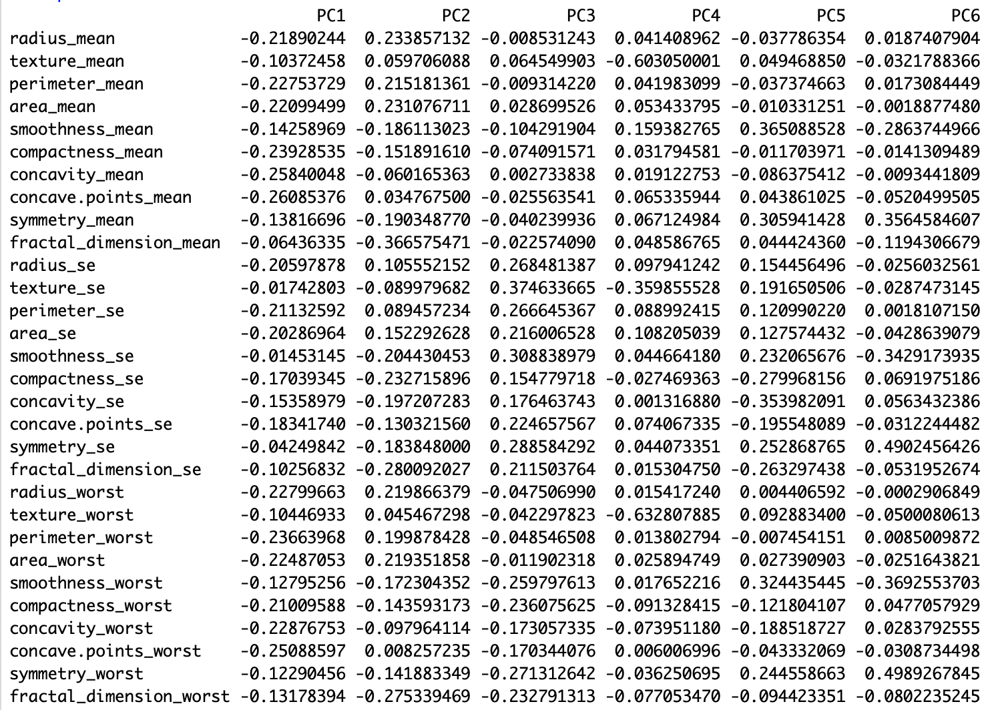 PC1 PC2 PC3 PC4 PC5 PC6
radius_mean -0.21890244 0.233857132 -0.008531243 0.041408962 -0.037786354 0.0187407904
texture_mean -0.10372458 0.059706088 0.064549903 -0.603050001 0.049468850 -0.0321788366
perimeter_mean -0.22753729 0.215181361 -0.009314220 0.041983099 -0.037374663 0.0173084449
area_mean -0.22099499 0.231076711 0.028699526 0.053433795 -0.010331251 -0.0018877480
smoothness_mean -0.14258969 -0.186113023 -0.104291904 0.159382765 0.365088528 -0.2863744966
compactness_mean -0.23928535 -0.151891610 -0.074091571 0.031794581 -0.011703971 -0.0141309489
concavity_mean -0.25840048 -0.060165363 0.002733838 0.019122753 -0.086375412 -0.0093441809
concave.points_mean -0.26085376 0.034767500 -0.025563541 0.065335944 0.043861025 -0.0520499505
symmetry_mean -0.13816696 -0.190348770 -0.040239936 0.067124984 0.305941428 0.3564584607
fractal_dimension_mean -0.06436335 -0.366575471 -0.022574090 0.048586765 0.044424360 -0.1194306679
radius_se -0.20597878 0.105552152 0.268481387 0.097941242 0.154456496 -0.0256032561
texture_se -0.01742803 -0.089979682 0.374633665 -0.359855528 0.191650506 -0.0287473145
perimeter_se -0.21132592 0.089457234 0.266645367 0.088992415 0.120990220 0.0018107150
area_se -0.20286964 0.152292628 0.216006528 0.108205039 0.127574432 -0.0428639079
smoothness_se -0.01453145 -0.204430453 0.308838979 0.044664180 0.232065676 -0.3429173935
compactness_se -0.17039345 -0.232715896 0.154779718 -0.027469363 -0.279968156 0.0691975186
concavity_se -0.15358979 -0.197207283 0.176463743 0.001316880 -0.353982091 0.0563432386
concave.points_se -0.18341740 -0.130321560 0.224657567 0.074067335 -0.195548089 -0.0312244482
symmetry_se -0.04249842 -0.183848000 0.288584292 0.044073351 0.252868765 0.4902456426
fractal_dimension_se -0.10256832 -0.280092027 0.211503764 0.015304750 -0.263297438 -0.0531952674
radius_worst -0.22799663 0.219866379 -0.047506990 0.015417240 0.004406592 -0.0002906849
texture_worst -0.10446933 0.045467298 -0.042297823 -0.632807885 0.092883400 -0.0500080613
perimeter_worst -0.23663968 0.199878428 -0.048546508 0.013802794 -0.007454151 0.0085009872
area_worst -0.22487053 0.219351858 -0.011902318 0.025894749 0.027390903 -0.0251643821
smoothness_worst -0.12795256 -0.172304352 -0.259797613 0.017652216 0.324435445 -0.3692553703
compactness_worst -0.21009588 -0.143593173 -0.236075625 -0.091328415 -0.121804107 0.0477057929
concavity_worst -0.22876753 -0.097964114 -0.173057335 -0.073951180 -0.188518727 0.0283792555
concave.points_worst -0.25088597 0.008257235 -0.170344076 0.006006996 -0.043332069 -0.0308734498
symmetry_worst -0.12290456 -0.141883349 -0.271312642 -0.036250695 0.244558663 0.4989267845
fractal_dimension_worst -0.13178394 -0.275339469 -0.232791313 -0.077053470 -0.094423351 -0.0802235245